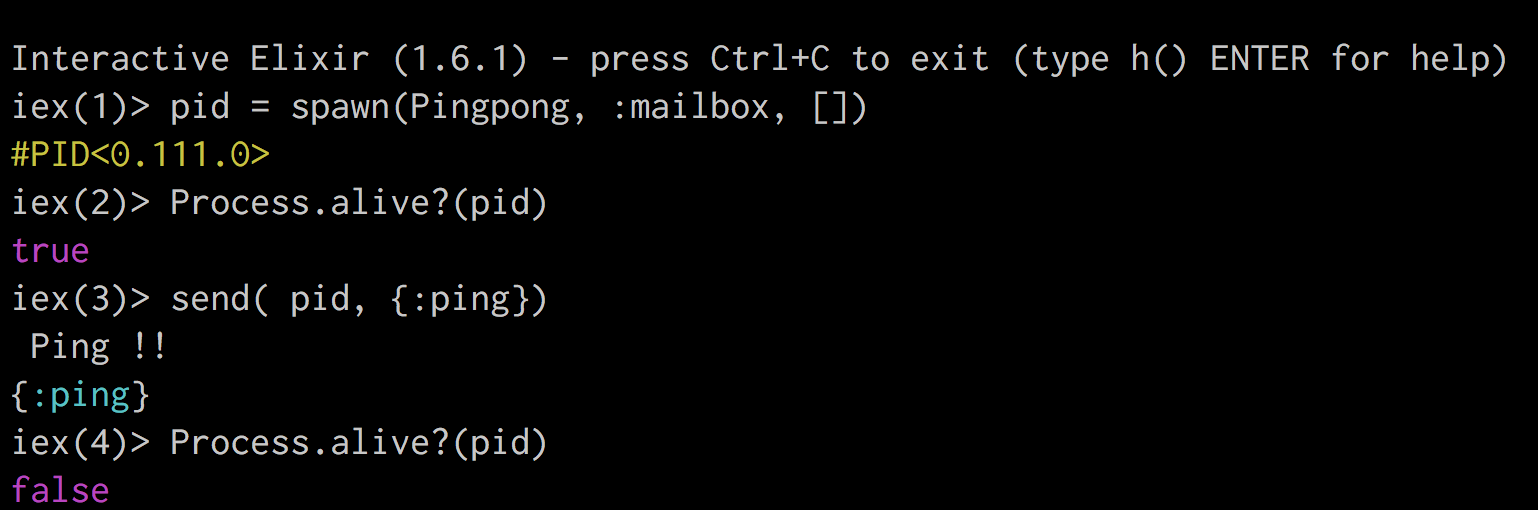 Interactive Elixir (1.6.1) - press Ctrl+C to exit (type h() ENTER for help)
iex(1)> pid = spawn(Pingpong, :mailbox, [])
#PID<0.111.0>
iex(2)> Process.alive?(pid)
true
iex(3)> send( pid, {:ping})
 Ping !!
{:ping}
iex(4)> Process.alive?(pid)
false